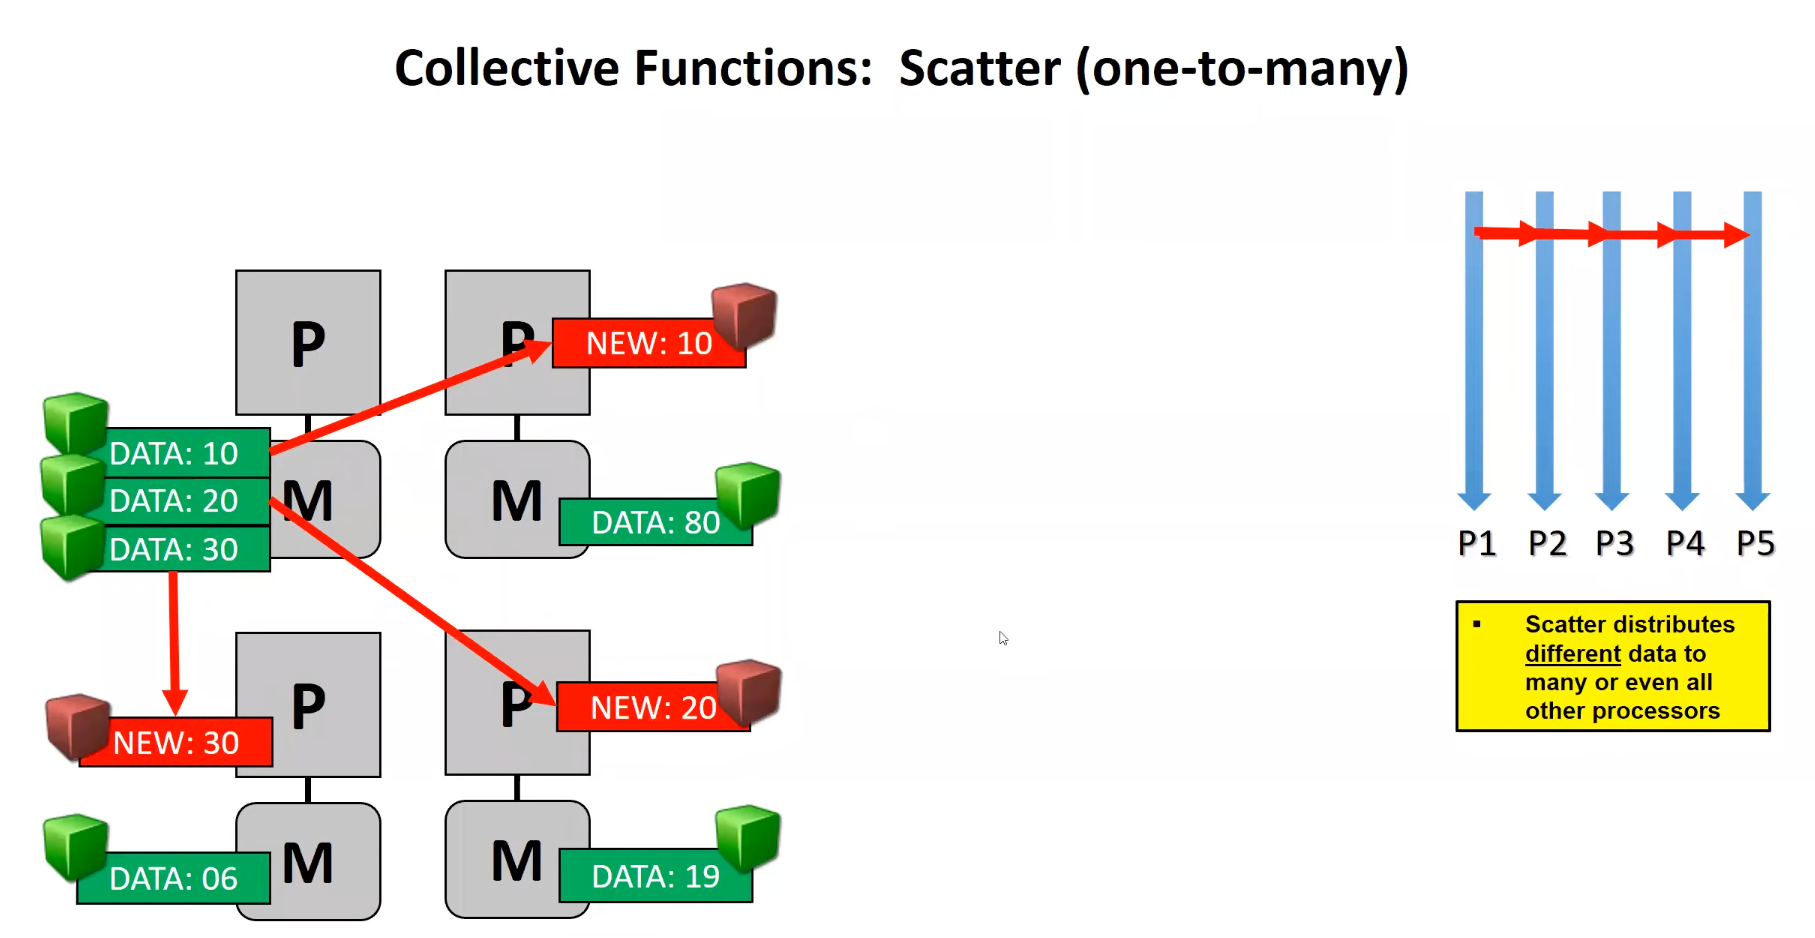 Collective Functions:  Scatter (one-to-many)
P
P
NEW: 10
DATA: 10
DATA: 20
DATA: 30
M
M
DATA: 80
P
P
NEW: 30
NEW: 20
M
M
DATA: 06
DATA: 19
P1 P2 P3 P4 P5
▪ Scatter distributes
different data to
many or even all
other processors